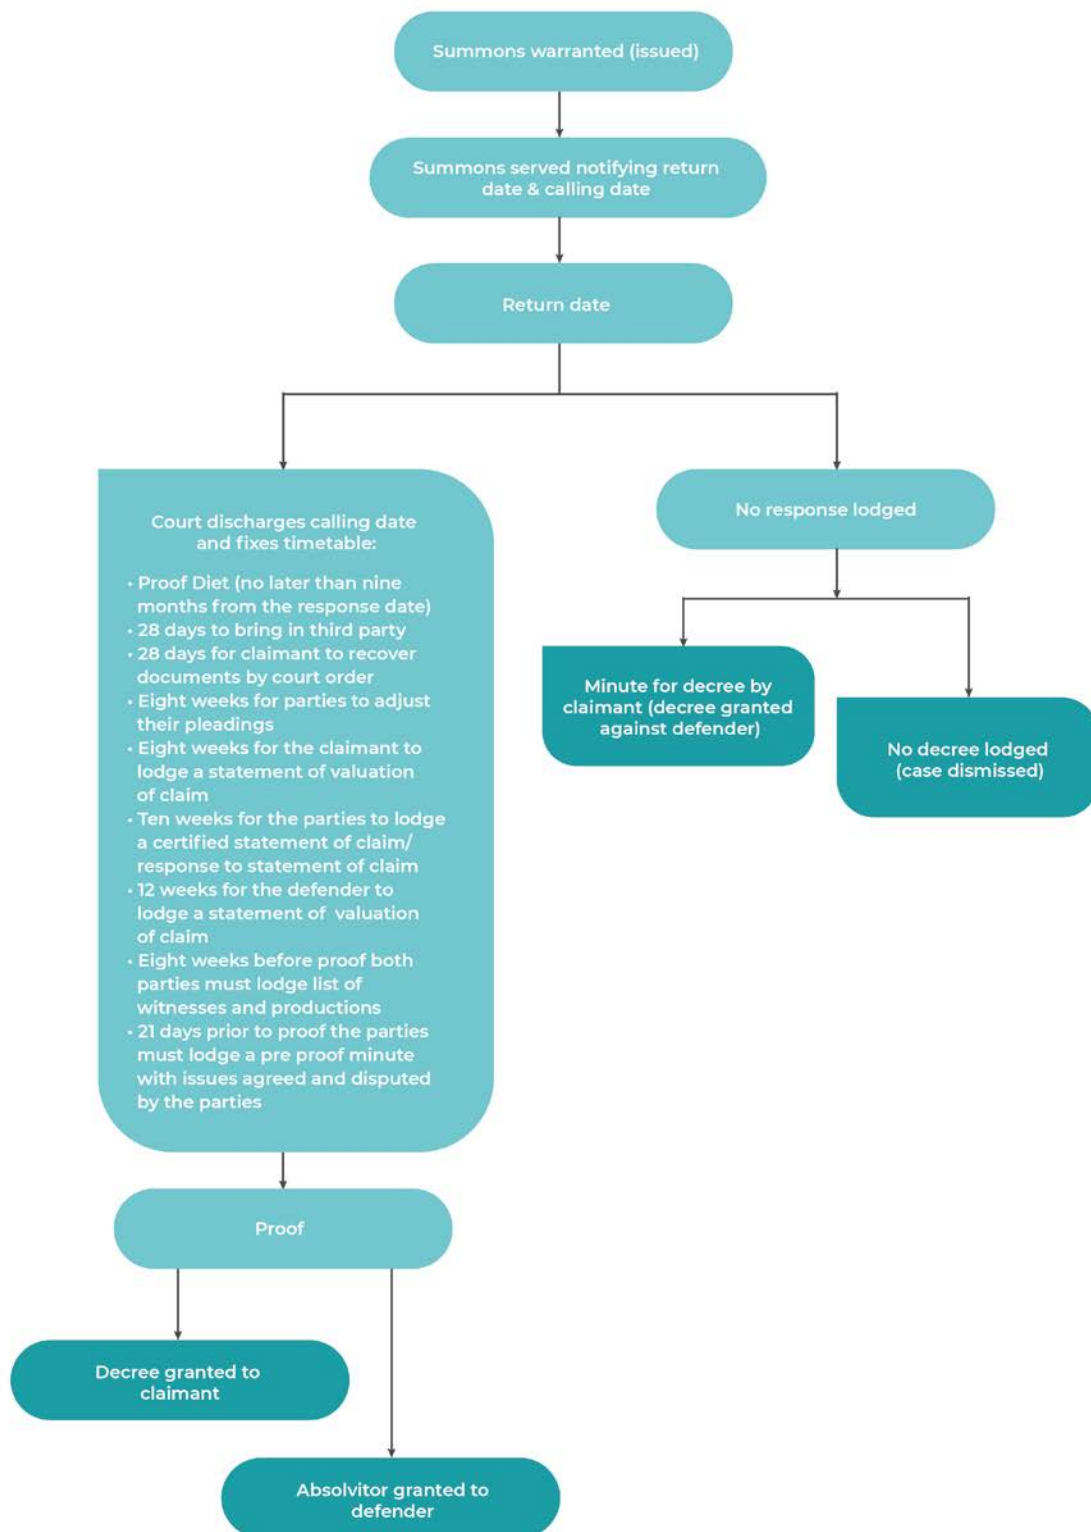 Summons warranted (issued)
Summons served notifying return
date & calling date
Return date
Court discharges calling date
and fixes timetable:
• Proof Diet (no later than nine
months from the response date)
• 28 days to bring in third party
• 28 days for claimant to recover
documents by court order
• Eight weeks for parties to adjust
their pleadings
• Eight weeks for the claimant to
lodge a statement of valuation
of claim
• Ten weeks for the parties to lodge
a certified statement of claim/
response to statement of claim
• 12 weeks for the defender to
lodge a statement of valuation
of claim
• Eight weeks before proof both
parties must lodge list of
witnesses and productions
• 21 days prior to proof the parties
must lodge a pre proof minute
with issues agreed and disputed
by the parties
No response lodged
Minute for decree by
claimant (decree granted
against defender)
No decree lodged
(case dismissed)
Proof
Decree granted to
claimant
Absolvitor granted to
defender